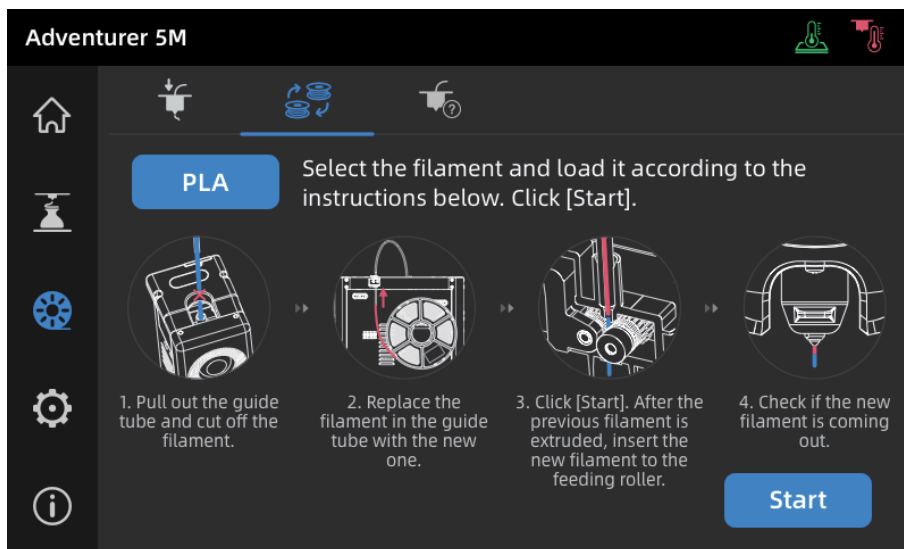 Adventurer 5M
PLA
Select the filament and load it according to the
instructions below. Click [Start].
1. Pull out the guide
tube and cut off the
filament.
2. Replace the
filament in the guide
tube with the new
one.
3. Click [Start]. After the
previous filament is
extruded, insert the
new filament to the
feeding roller.
4. Check if the new
filament is coming
out.
Start